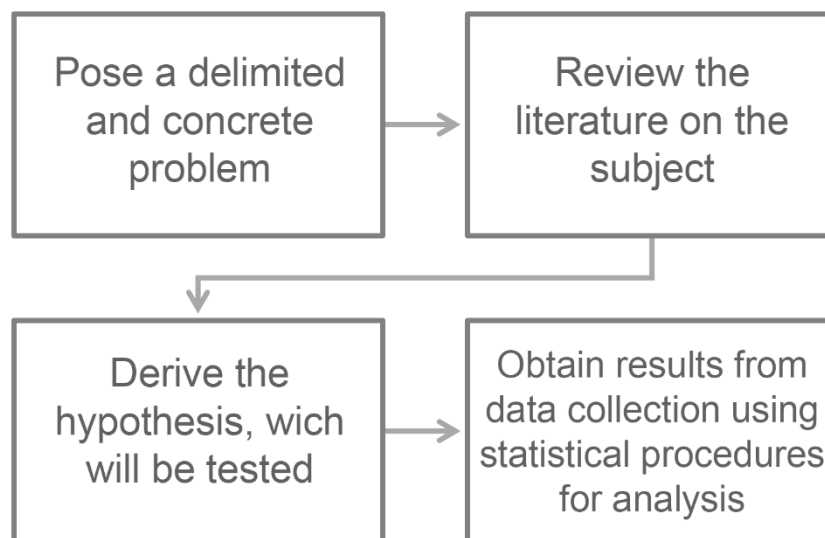 Pose a delimited
and concrete
problem
Review the
literature on the
subject
Derive the
hypothesis, wich
will be tested
Obtain results from
data collection using
statistical procedures
for analysis